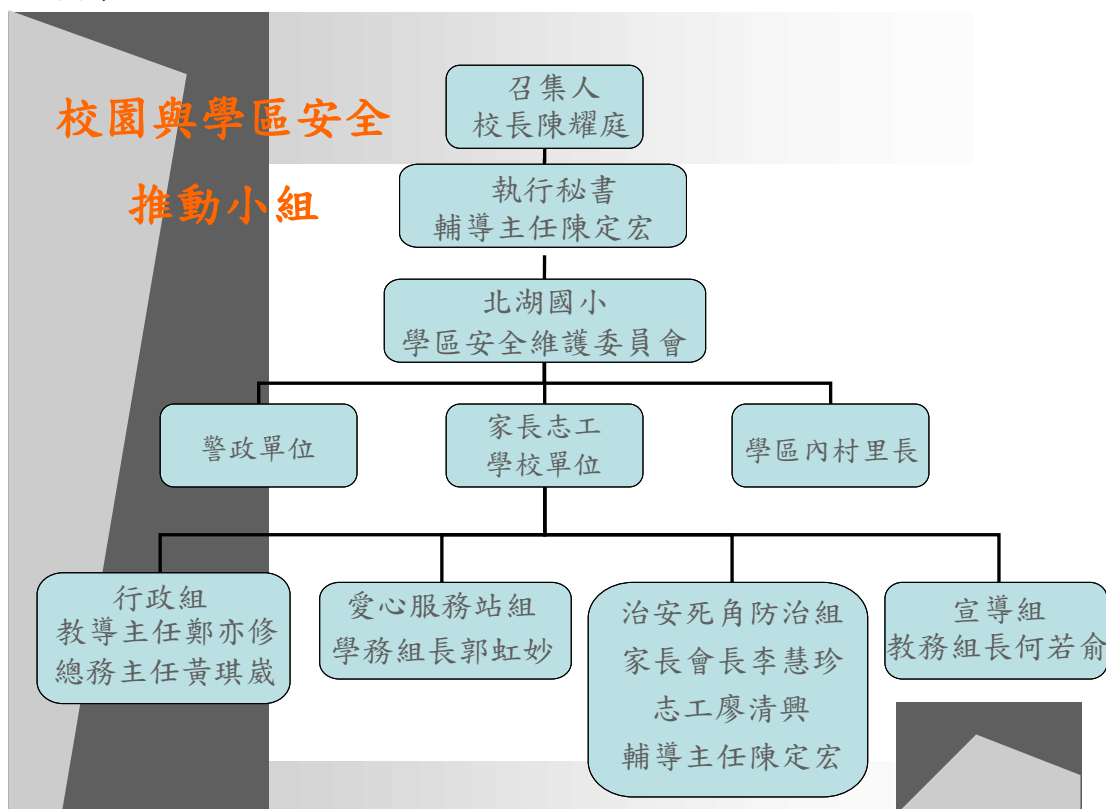 校園與學區安全
推動小組
召集人
校長陳耀庭
執行秘書
輔導主任陳定宏
北湖國小
學區安全維護委員會
警政單位
家長志工
學校單位
學區內村里長
行政組
教導主任鄭亦修
總務主任黃琪崴
愛心服務站組
學務組長郭虹妙
治安死角防治組
家長會長李慧珍
志工廖清興
輔導主任陳定宏
宣導組
教務組長何若俞